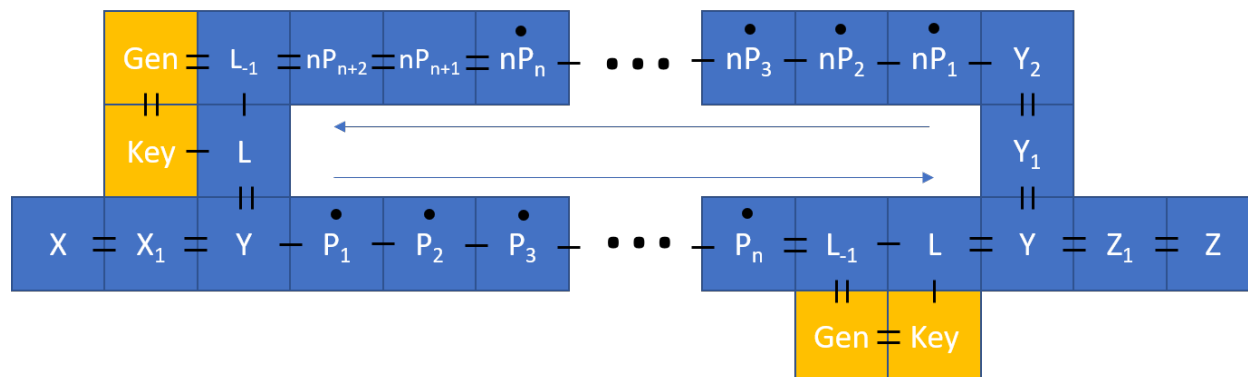 Gen = L₋₁ = nPₙ₊₂ = nPₙ₊₁ = nPₙ - ••• - nP₃ - nP₂ - nP₁ - Y₂
Key - L Y₁
X = X₁ = Y - P₁ - P₂ - P₃ - ••• - Pₙ = L₋₁ - L = Y = Z₁ = Z
Gen = Key